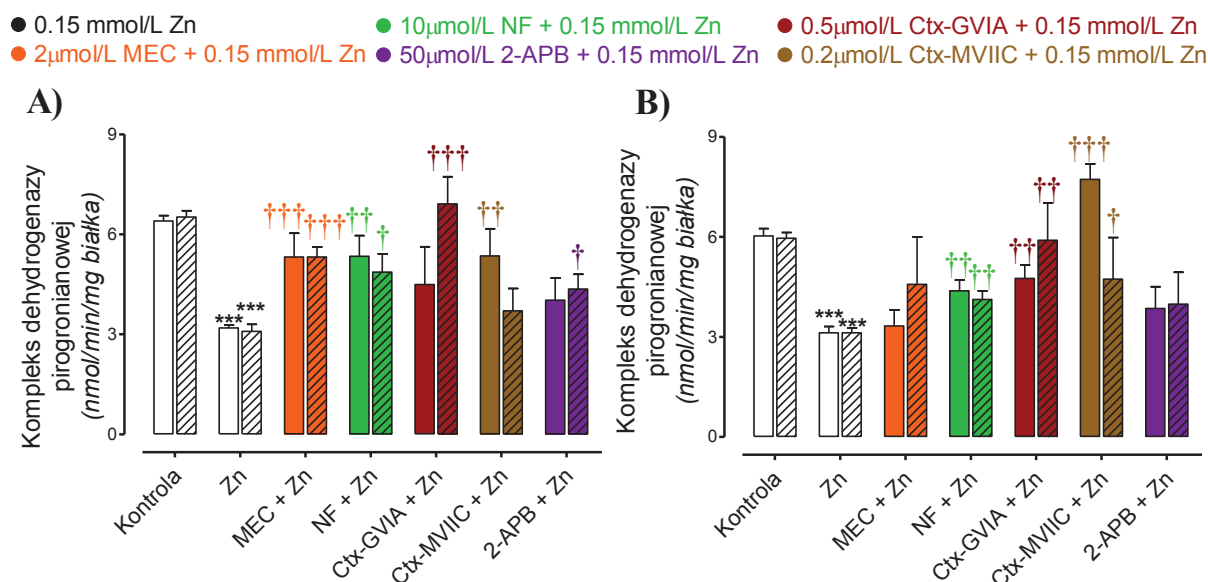 0.15 mmol/L Zn
10µmol/L NF + 0.15 mmol/L Zn
0.5µmol/L Ctx-GVIA + 0.15 mmol/L Zn
2µmol/L MEC + 0.15 mmol/L Zn
50µmol/L 2-APB + 0.15 mmol/L Zn
0.2µmol/L Ctx-MVIIC + 0.15 mmol/L Zn
A)
Kompleks dehydrogenazy
pirogronianowej
(nmol/min/mg białka)
9
6
3
0
***
***
†††
†††
††
†
†††
††
†
Kontrola
Zn
MEC + Zn
NF + Zn
Ctx-GVIA + Zn
Ctx-MVIIC + Zn
2-APB + Zn
B)
Kompleks dehydrogenazy
pirogronianowej
(nmol/min/mg białka)
9
6
3
0
***
***
††
††
††
††
†††
†
Kontrola
Zn
MEC + Zn
NF + Zn
Ctx-GVIA + Zn
Ctx-MVIIC + Zn
2-APB + Zn